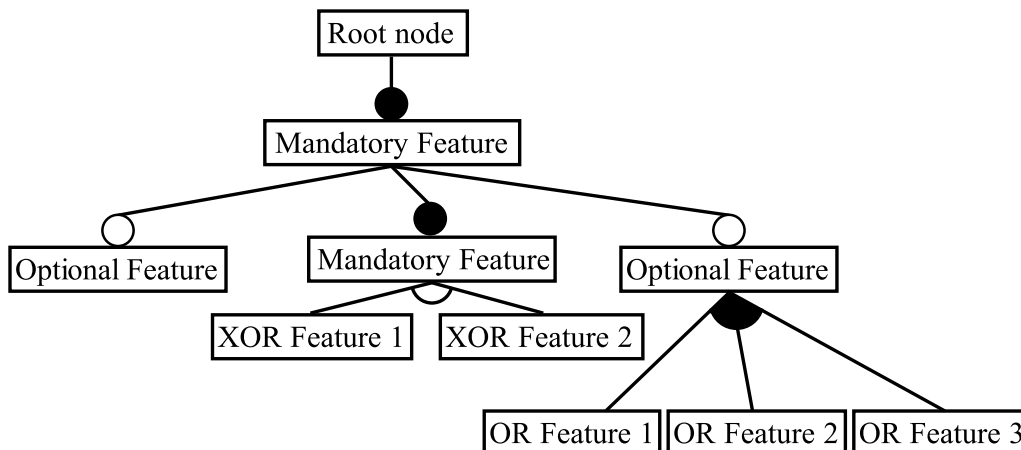 Root node
Mandatory Feature
Optional Feature
Mandatory Feature
Optional Feature
XOR Feature 1
XOR Feature 2
OR Feature 1
OR Feature 2
OR Feature 3